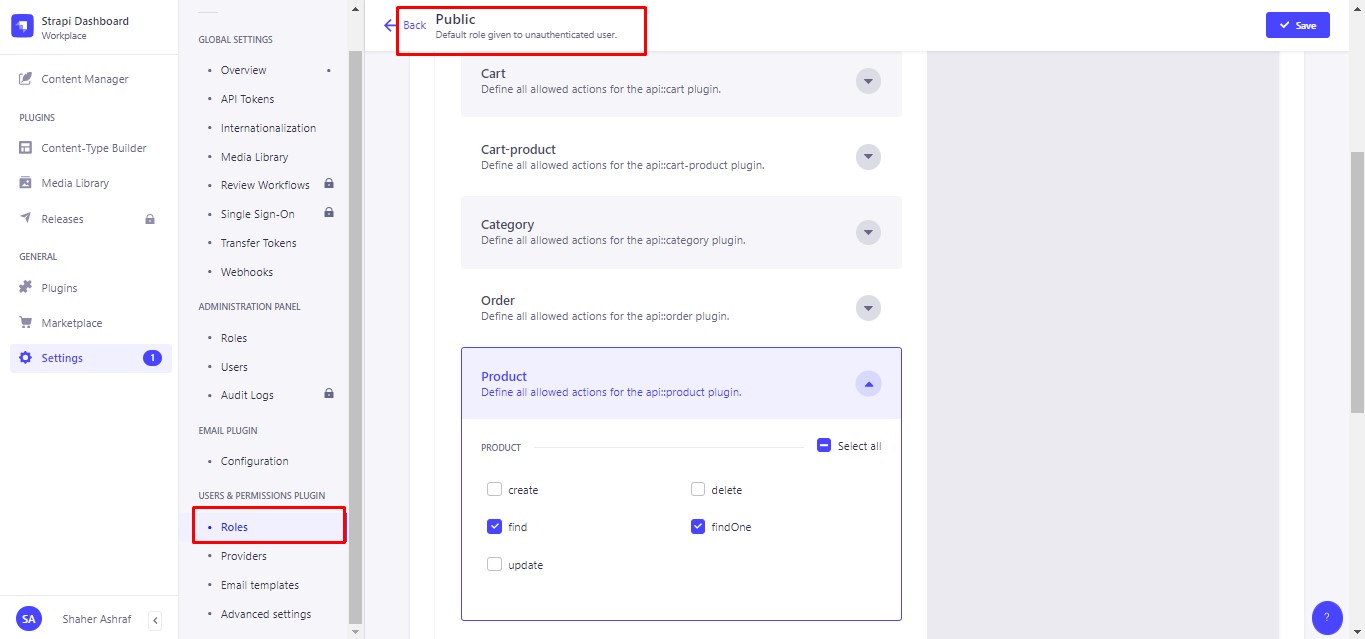 Strapi Dashboard
Workplace
Content Manager
PLUGINS
Content-Type Builder
Media Library
Releases
GENERAL
Plugins
Marketplace
Settings
1
SA
Shaher Ashraf
GLOBAL SETTINGS
Overview
API Tokens
Internationalization
Media Library
Review Workflows
Single Sign-On
Transfer Tokens
Webhooks
ADMINISTRATION PANEL
Roles
Users
Audit Logs
EMAIL PLUGIN
Configuration
USERS & PERMISSIONS PLUGIN
Roles
Providers
Email templates
Advanced settings
Back
Public
Default role given to unauthenticated user.
Save
Cart
Define all allowed actions for the api::cart plugin.
Cart-product
Define all allowed actions for the api::cart-product plugin.
Category
Define all allowed actions for the api::category plugin.
Order
Define all allowed actions for the api::order plugin.
Product
Define all allowed actions for the api::product plugin.
PRODUCT
Select all
create
delete
find
findOne
update
?